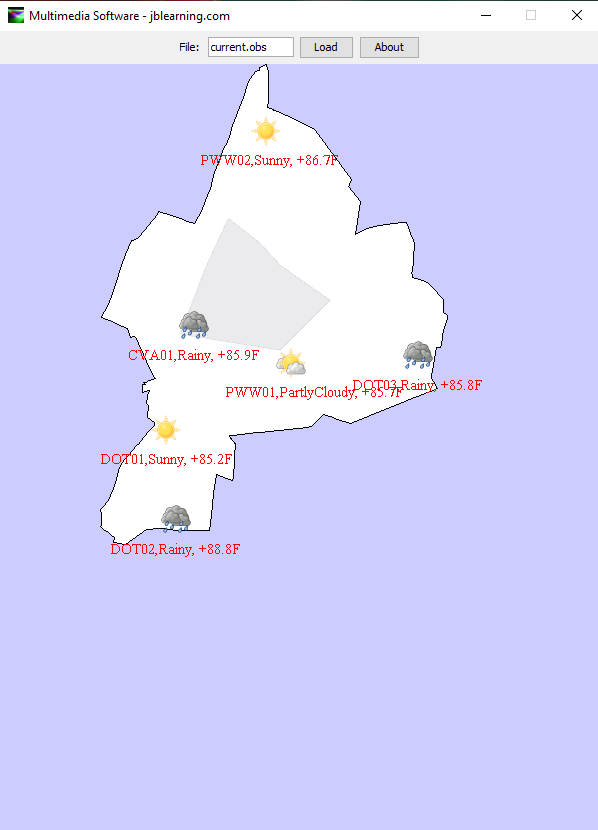 Multimedia Software - jblearning.com
File: current.obs Load About
PWW02,Sunny, +86.7F
CVA01,Rainy, +85.9F
DOT03,Rainy, +85.8F
PWW01,PartlyCloudy, +85.7F
DOT01,Sunny, +85.2F
DOT02,Rainy, +88.8F